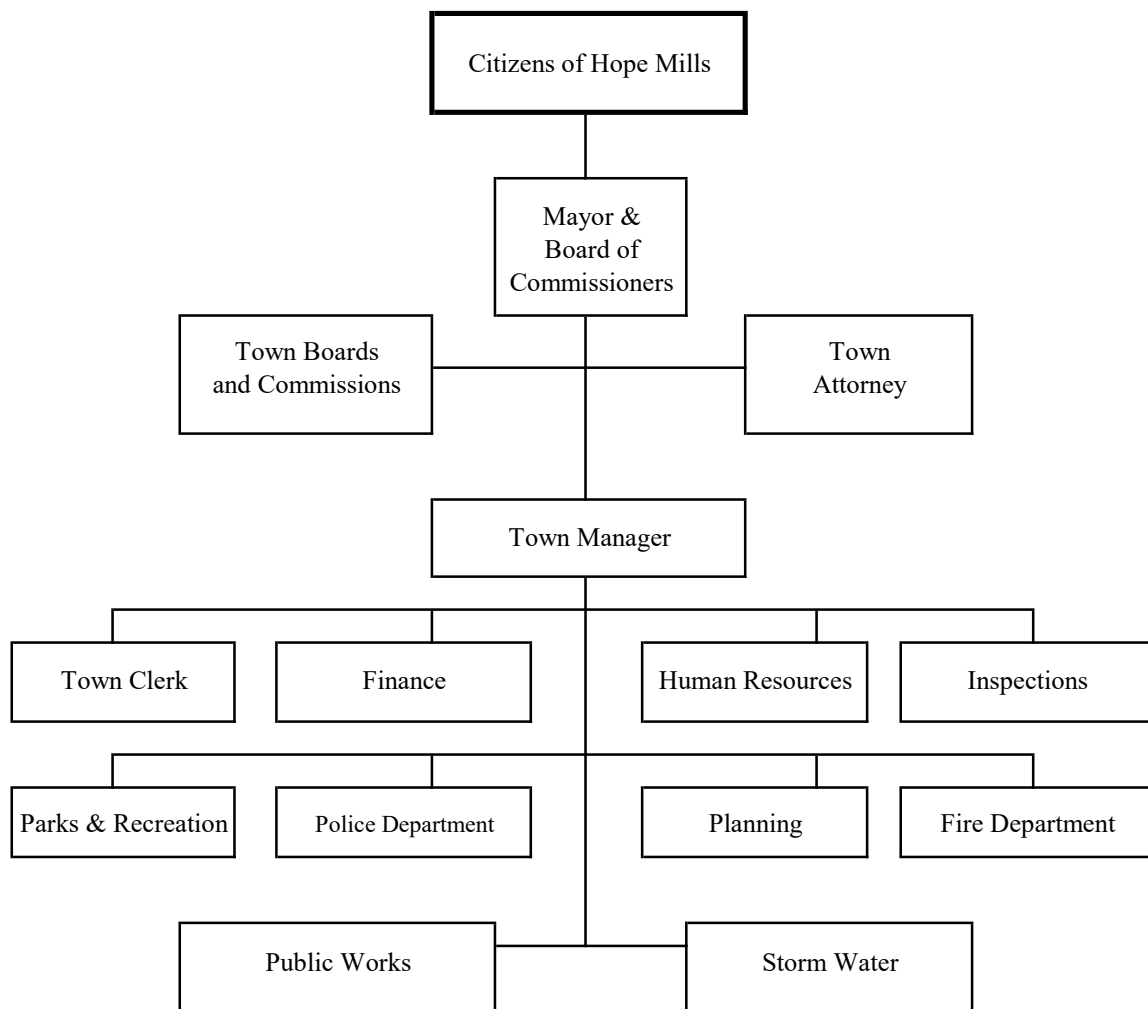 Citizens of Hope Mills
Mayor &
Board of
Commissioners
Town Boards
and Commissions
Town
Attorney
Town Manager
Town Clerk
Finance
Human Resources
Inspections
Parks & Recreation
Police Department
Planning
Fire Department
Public Works
Storm Water